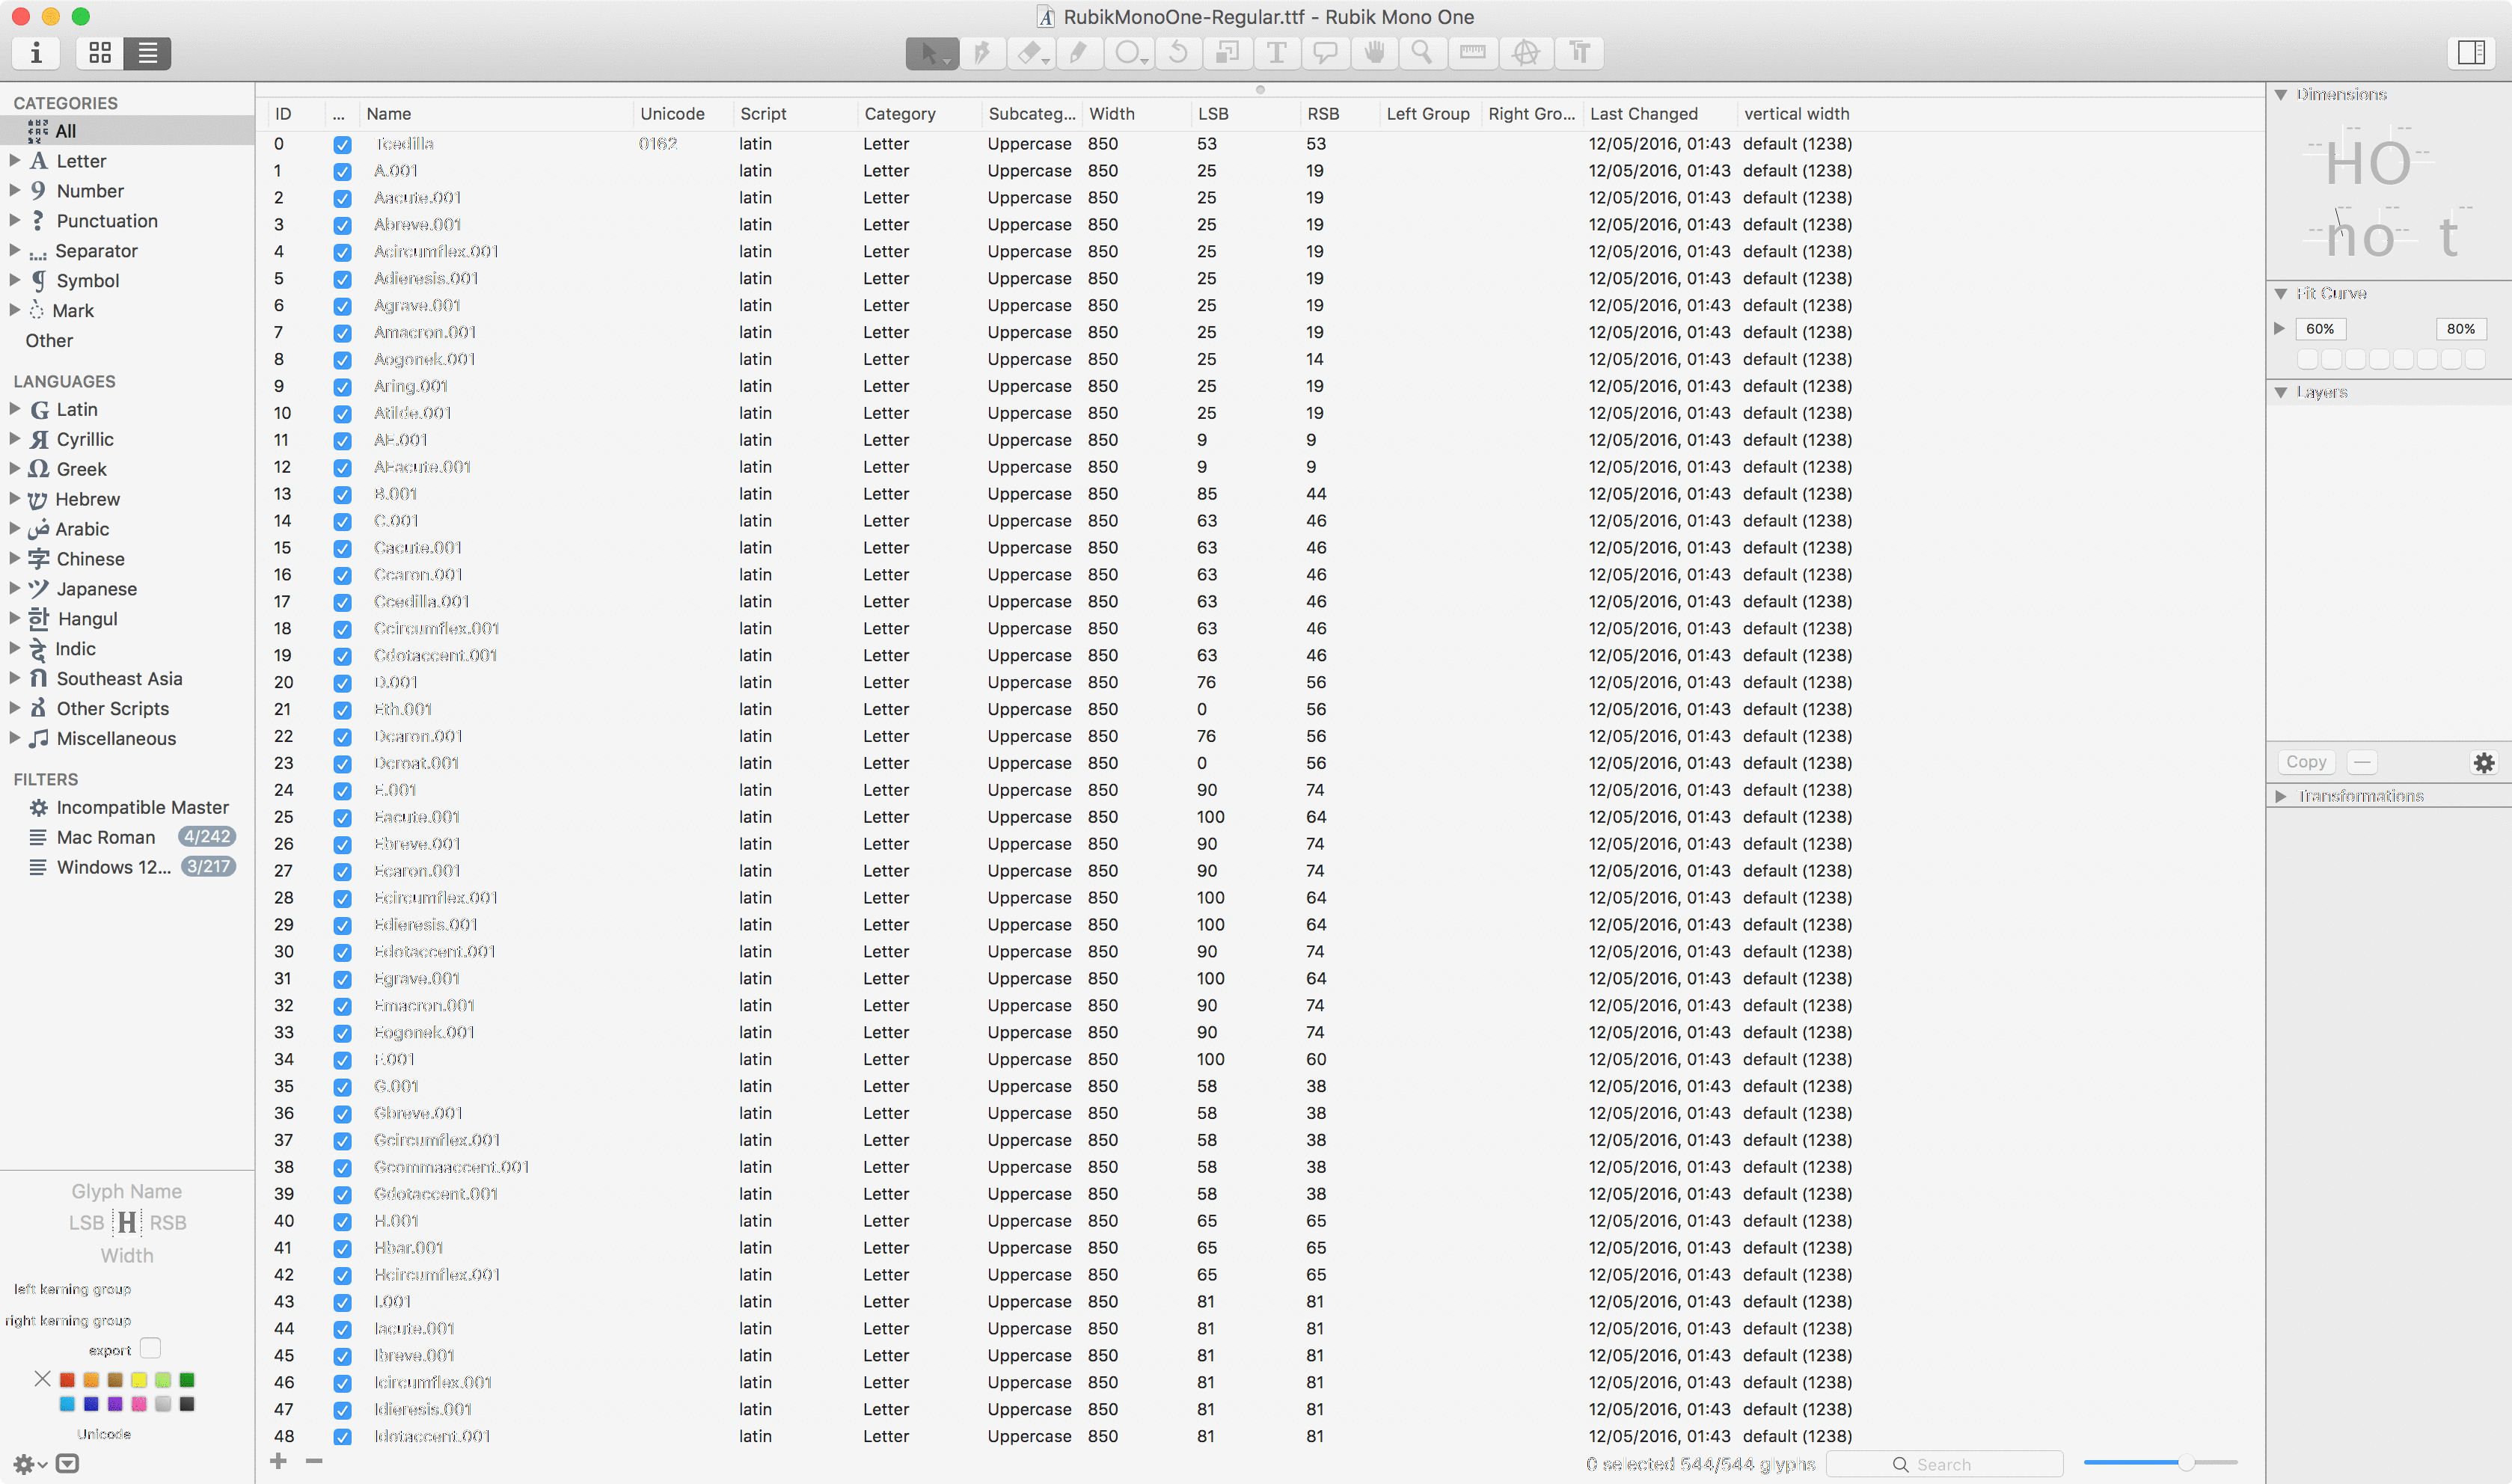 RubikMonoOne-Regular.ttf - Rubik Mono One
CATEGORIES
All
Letter
Number
Punctuation
Separator
Symbol
Mark
Other
LANGUAGES
Latin
Cyrillic
Greek
Hebrew
Arabic
Chinese
Japanese
Hangul
Indic
Southeast Asia
Other Scripts
Miscellaneous
FILTERS
Incompatible Master
Mac Roman 4/242
Windows 12... 3/217
Glyph Name
LSB H RSB
Width
left kerning group
right kerning group
export
Unicode
ID ... Name Unicode Script Category Subcateg... Width LSB RSB Left Group Right Gro... Last Changed vertical width
0 Tcedilla 0162 latin Letter Uppercase 850 53 53 12/05/2016, 01:43 default (1238)
1 A.001 latin Letter Uppercase 850 25 19 12/05/2016, 01:43 default (1238)
2 Aacute.001 latin Letter Uppercase 850 25 19 12/05/2016, 01:43 default (1238)
3 Abreve.001 latin Letter Uppercase 850 25 19 12/05/2016, 01:43 default (1238)
4 Acircumflex.001 latin Letter Uppercase 850 25 19 12/05/2016, 01:43 default (1238)
5 Adieresis.001 latin Letter Uppercase 850 25 19 12/05/2016, 01:43 default (1238)
6 Agrave.001 latin Letter Uppercase 850 25 19 12/05/2016, 01:43 default (1238)
7 Amacron.001 latin Letter Uppercase 850 25 19 12/05/2016, 01:43 default (1238)
8 Aogonek.001 latin Letter Uppercase 850 25 14 12/05/2016, 01:43 default (1238)
9 Aring.001 latin Letter Uppercase 850 25 19 12/05/2016, 01:43 default (1238)
10 Atilde.001 latin Letter Uppercase 850 25 19 12/05/2016, 01:43 default (1238)
11 AE.001 latin Letter Uppercase 850 9 9 12/05/2016, 01:43 default (1238)
12 AEacute.001 latin Letter Uppercase 850 9 9 12/05/2016, 01:43 default (1238)
13 B.001 latin Letter Uppercase 850 85 44 12/05/2016, 01:43 default (1238)
14 C.001 latin Letter Uppercase 850 63 46 12/05/2016, 01:43 default (1238)
15 Cacute.001 latin Letter Uppercase 850 63 46 12/05/2016, 01:43 default (1238)
16 Ccaron.001 latin Letter Uppercase 850 63 46 12/05/2016, 01:43 default (1238)
17 Ccedilla.001 latin Letter Uppercase 850 63 46 12/05/2016, 01:43 default (1238)
18 Ccircumflex.001 latin Letter Uppercase 850 63 46 12/05/2016, 01:43 default (1238)
19 Cdotaccent.001 latin Letter Uppercase 850 63 46 12/05/2016, 01:43 default (1238)
20 D.001 latin Letter Uppercase 850 76 56 12/05/2016, 01:43 default (1238)
21 Eth.001 latin Letter Uppercase 850 0 56 12/05/2016, 01:43 default (1238)
22 Dcaron.001 latin Letter Uppercase 850 76 56 12/05/2016, 01:43 default (1238)
23 Dcroat.001 latin Letter Uppercase 850 0 56 12/05/2016, 01:43 default (1238)
24 E.001 latin Letter Uppercase 850 90 74 12/05/2016, 01:43 default (1238)
25 Eacute.001 latin Letter Uppercase 850 100 64 12/05/2016, 01:43 default (1238)
26 Ebreve.001 latin Letter Uppercase 850 90 74 12/05/2016, 01:43 default (1238)
27 Ecaron.001 latin Letter Uppercase 850 90 74 12/05/2016, 01:43 default (1238)
28 Ecircumflex.001 latin Letter Uppercase 850 100 64 12/05/2016, 01:43 default (1238)
29 Edieresis.001 latin Letter Uppercase 850 100 64 12/05/2016, 01:43 default (1238)
30 Edotaccent.001 latin Letter Uppercase 850 90 74 12/05/2016, 01:43 default (1238)
31 Egrave.001 latin Letter Uppercase 850 100 64 12/05/2016, 01:43 default (1238)
32 Emacron.001 latin Letter Uppercase 850 90 74 12/05/2016, 01:43 default (1238)
33 Eogonek.001 latin Letter Uppercase 850 90 74 12/05/2016, 01:43 default (1238)
34 F.001 latin Letter Uppercase 850 100 60 12/05/2016, 01:43 default (1238)
35 G.001 latin Letter Uppercase 850 58 38 12/05/2016, 01:43 default (1238)
36 Gbreve.001 latin Letter Uppercase 850 58 38 12/05/2016, 01:43 default (1238)
37 Gcircumflex.001 latin Letter Uppercase 850 58 38 12/05/2016, 01:43 default (1238)
38 Gcommaaccent.001 latin Letter Uppercase 850 58 38 12/05/2016, 01:43 default (1238)
39 Gdotaccent.001 latin Letter Uppercase 850 58 38 12/05/2016, 01:43 default (1238)
40 H.001 latin Letter Uppercase 850 65 65 12/05/2016, 01:43 default (1238)
41 Hbar.001 latin Letter Uppercase 850 65 65 12/05/2016, 01:43 default (1238)
42 Hcircumflex.001 latin Letter Uppercase 850 65 65 12/05/2016, 01:43 default (1238)
43 I.001 latin Letter Uppercase 850 81 81 12/05/2016, 01:43 default (1238)
44 Iacute.001 latin Letter Uppercase 850 81 81 12/05/2016, 01:43 default (1238)
45 Ibreve.001 latin Letter Uppercase 850 81 81 12/05/2016, 01:43 default (1238)
46 Icircumflex.001 latin Letter Uppercase 850 81 81 12/05/2016, 01:43 default (1238)
47 Idieresis.001 latin Letter Uppercase 850 81 81 12/05/2016, 01:43 default (1238)
48 Idotaccent.001 latin Letter Uppercase 850 81 81 12/05/2016, 01:43 default (1238)
0 selected 544/544 glyphs Search
Dimensions
HO
no t
Fit Curve
60% 80%
Layers
Copy
Transformations